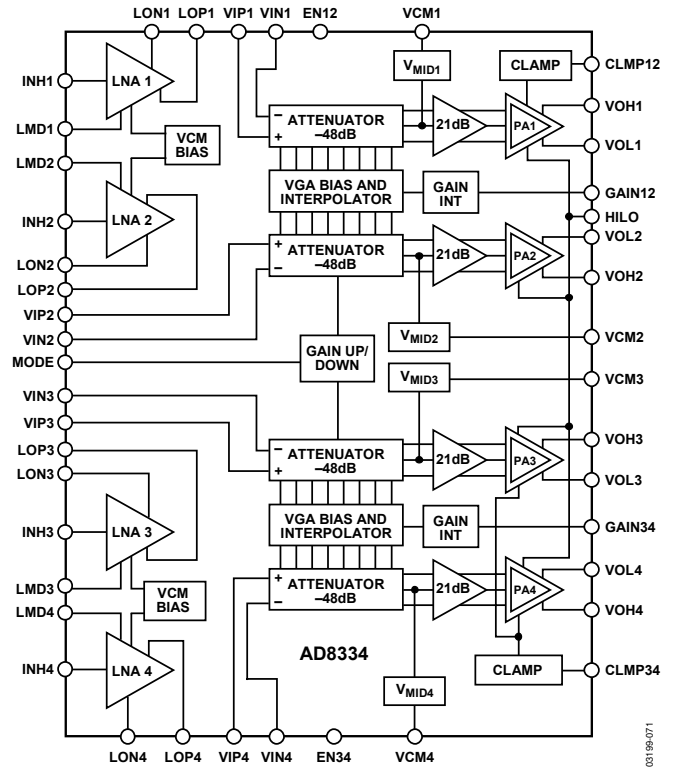 LON1 LOP1 VIP1 VIN1 EN12 VCM1
INH1
LNA 1
VMID1
CLAMP
CLMP12
LMD1
VCM
BIAS
– ATTENUATOR
+ –48dB
21dB
PA1
VOH1
VOL1
LMD2
VGA BIAS AND
INTERPOLATOR
GAIN
INT
GAIN12
HILO
INH2
LNA 2
+ ATTENUATOR
– –48dB
21dB
PA2
VOL2
VOH2
LON2
LOP2
VIP2
VIN2
VMID2
VCM2
MODE
GAIN UP/
DOWN
VMID3
VCM3
VIN3
VIP3
LOP3
LON3
– ATTENUATOR
+ –48dB
21dB
PA3
VOH3
VOL3
INH3
LNA 3
VGA BIAS AND
INTERPOLATOR
GAIN
INT
GAIN34
LMD3
LMD4
VCM
BIAS
+ ATTENUATOR
– –48dB
21dB
PA4
VOL4
VOH4
INH4
LNA 4
AD8334
VMID4
CLAMP
CLMP34
LON4 LOP4 VIP4 VIN4 EN34 VCM4
03199-071